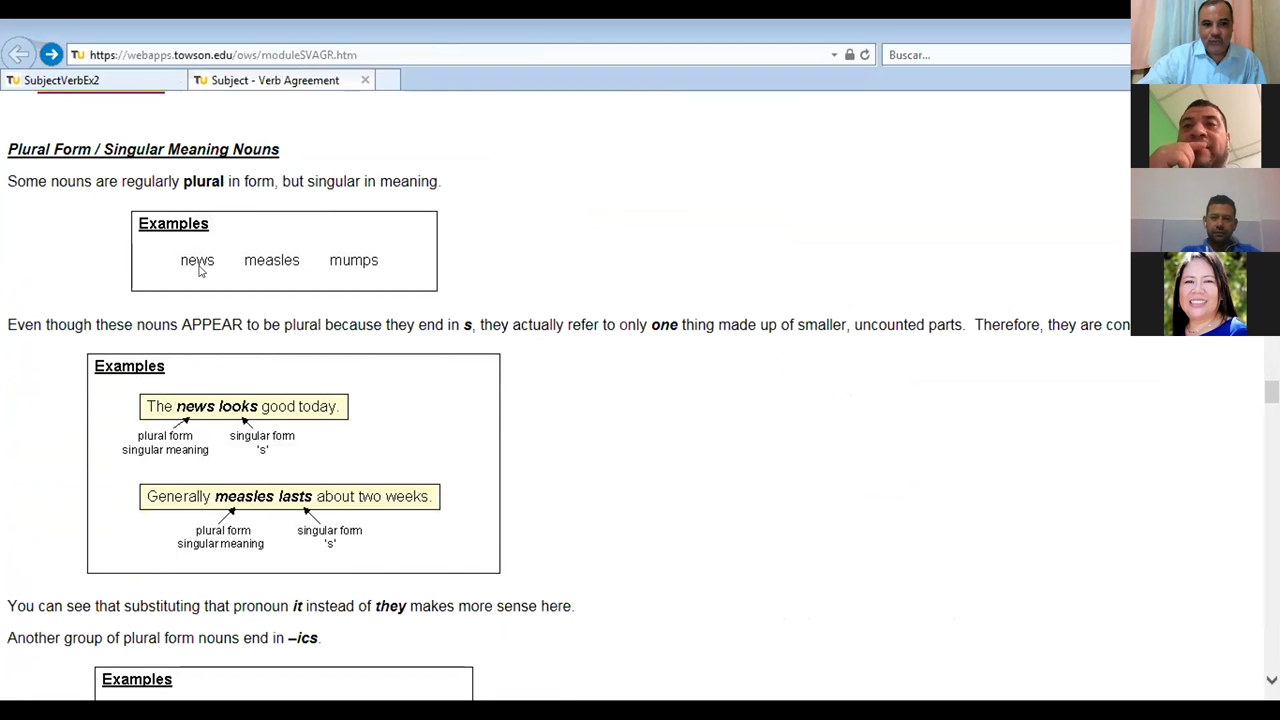 https://webapps.towson.edu/ows/moduleSVAGR.htm
Buscar...
SubjectVerbEx2
Subject - Verb Agreement
Plural Form / Singular Meaning Nouns
Some nouns are regularly plural in form, but singular in meaning.
Examples
news measles mumps
Even though these nouns APPEAR to be plural because they end in s, they actually refer to only one thing made up of smaller, uncounted parts. Therefore, they are con
Examples
The news looks good today.
plural form singular form
singular meaning 's'
Generally measles lasts about two weeks.
plural form singular form
singular meaning 's'
You can see that substituting that pronoun it instead of they makes more sense here.
Another group of plural form nouns end in –ics.
Examples